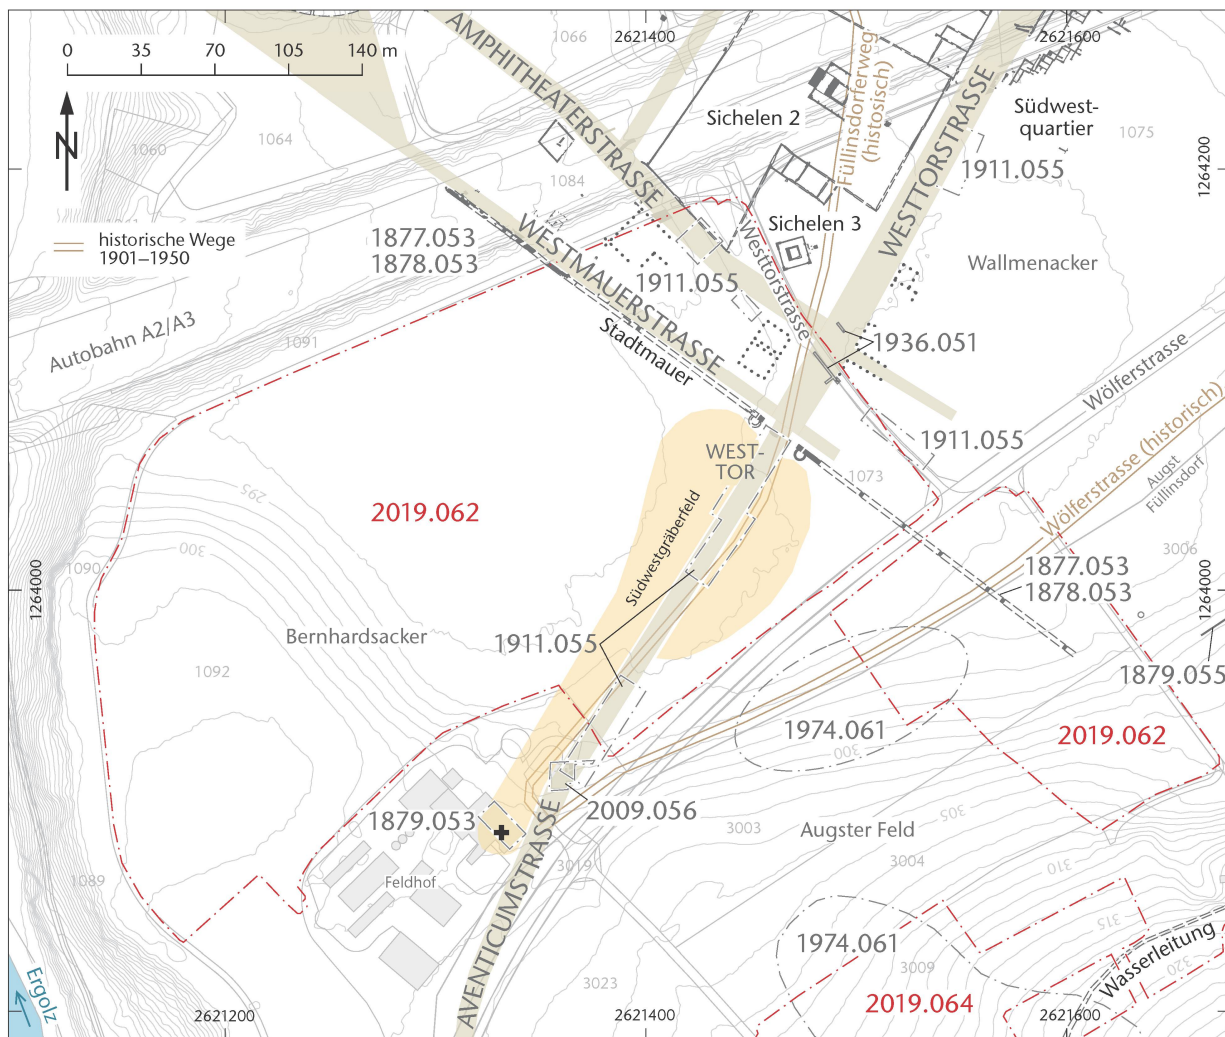 0 35 70 105 140 m
N
historische Wege
1901–1950
AMPHITHEATERSTRASSE
1066
2621400
2621600
Füllinsdorferweg
(histosisch)
Sichelen 2
Südwest-
quartier
1075
1060
1064
1084
1911.055
1264200
WESTTORSTRASSE
1877.053
1878.053
WESTMAUERSTRASSE
Sichelen 3
Westtorstrasse
Wallmenacker
1911.055
Stadtmauer
1936.051
Autobahn A2/A3
1091
Wölferstrasse
Wölferstrasse (historisch)
1911.055
WEST-
TOR
1073
Augst
Füllinsdorf
295
2019.062
Südwestgräberfeld
300
1090
3006
1877.053
1878.053
1264000
1264000
Bernhardsacker
1911.055
1092
1879.055
1974.061
300
2019.062
1879.053
2009.056
3003
Augster Feld
305
3004
3019
310
Feldhof
1089
AVENTICUMSTRASSE
315
1974.061
3009
Wasserleitung
320
Ergolz
3023
2019.064
2621200
2621400
2621600